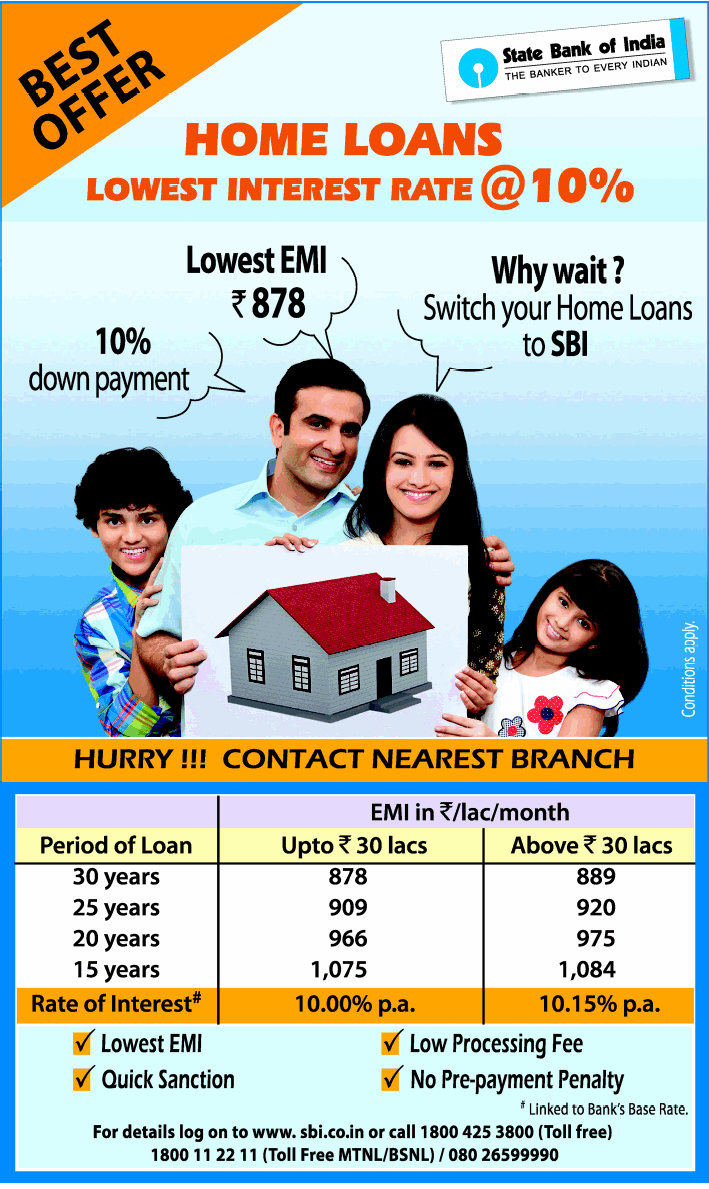 BEST
OFFER
State Bank of India
THE BANKER TO EVERY INDIAN
HOME LOANS
LOWEST INTEREST RATE @10%
Lowest EMI
₹ 878
Why wait ?
Switch your Home Loans
to SBI
10%
down payment
Conditions apply.
HURRY !!! CONTACT NEAREST BRANCH
EMI in ₹/lac/month
Period of Loan Upto ₹ 30 lacs Above ₹ 30 lacs
30 years 878 889
25 years 909 920
20 years 966 975
15 years 1,075 1,084
Rate of Interest# 10.00% p.a. 10.15% p.a.
✓ Lowest EMI ✓ Low Processing Fee
✓ Quick Sanction ✓ No Pre-payment Penalty
# Linked to Bank's Base Rate.
For details log on to www. sbi.co.in or call 1800 425 3800 (Toll free)
1800 11 22 11 (Toll Free MTNL/BSNL) / 080 26599990